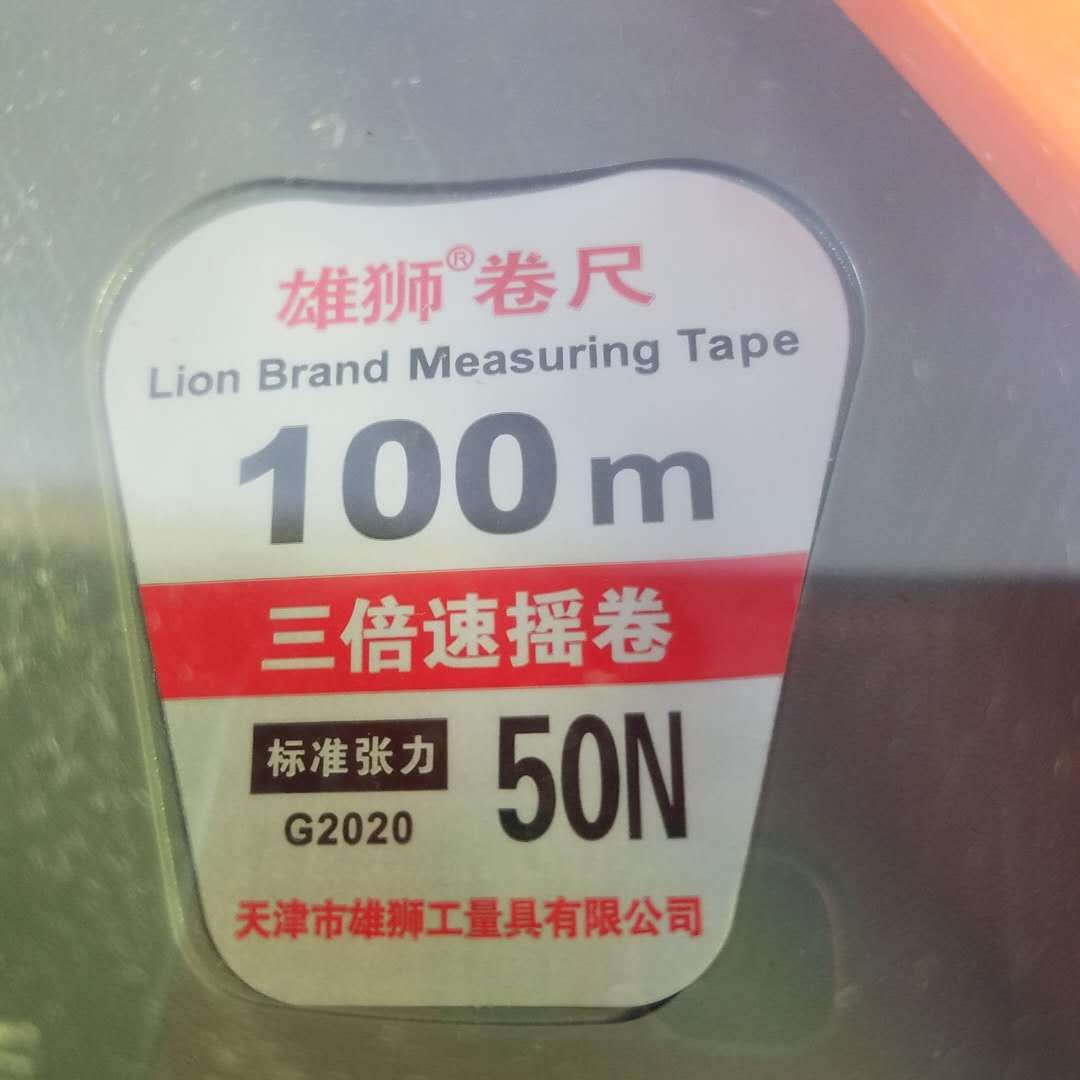 雄狮®卷尺
Lion Brand Measuring Tape
100m
三倍速摇卷
标准张力 50N
G2020
天津市雄狮工量具有限公司